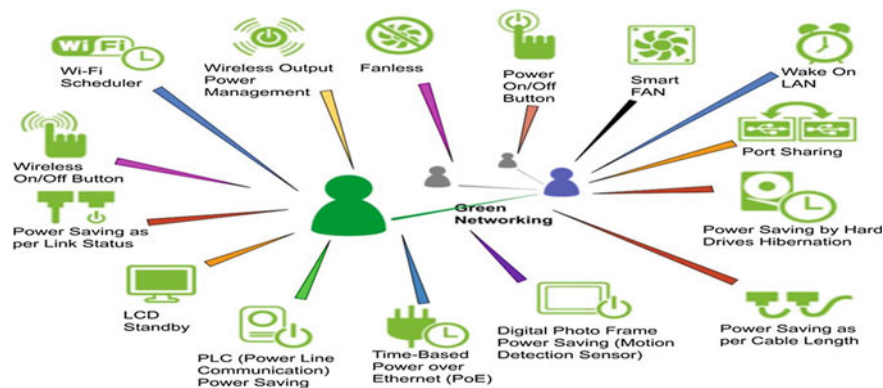 Wi Fi
Wi-Fi
Scheduler
Wireless Output
Power
Management
Fanless
Power
On/Off
Button
Smart
FAN
Wake On
LAN
Wireless
On/Off Button
Port Sharing
Power Saving as
per Link Status
Green
Networking
Power Saving by Hard
Drives Hibernation
LCD
Standby
PLC (Power Line
Communication)
Power Saving
Time-Based
Power over
Ethernet (PoE)
Digital Photo Frame
Power Saving (Motion
Detection Sensor)
Power Saving as
per Cable Length